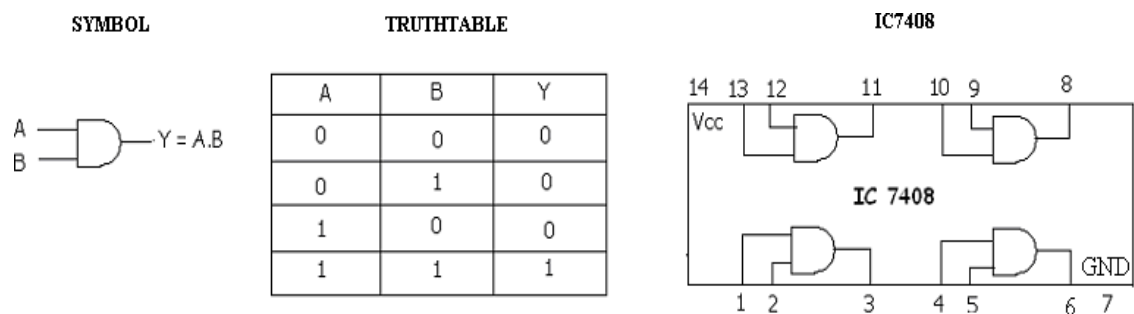 SYMBOL
A
B
Y = A.B
TRUTHTABLE
A B Y
0 0 0
0 1 0
1 0 0
1 1 1
IC7408
14 13 12 11 10 9 8
Vcc
IC 7408
GND
1 2 3 4 5 6 7